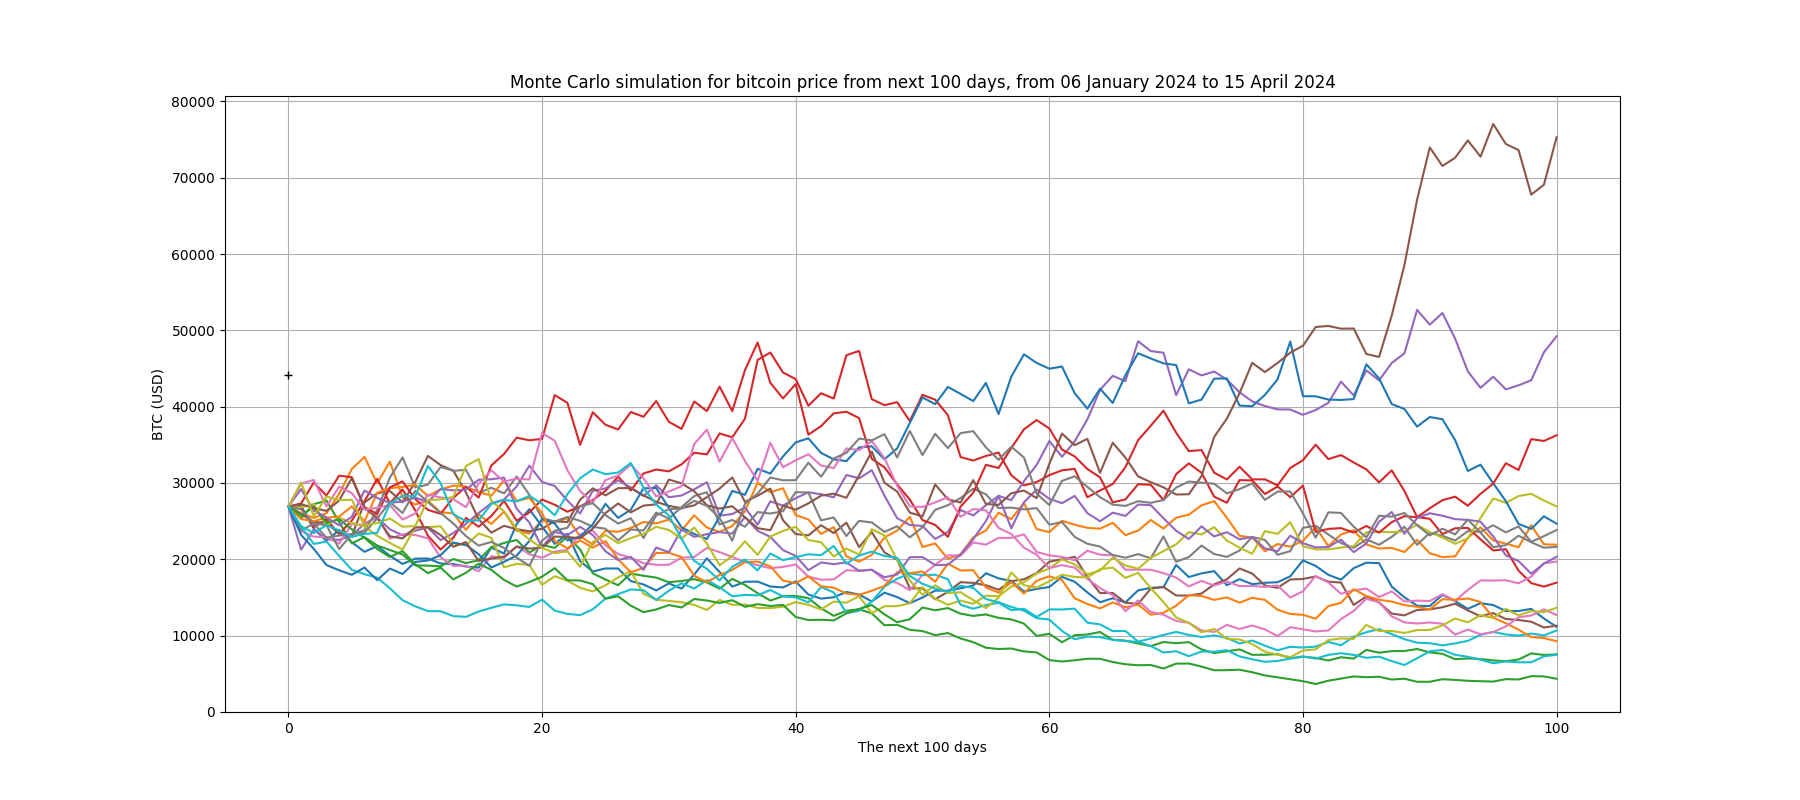 Monte Carlo simulation for bitcoin price from next 100 days, from 06 January 2024 to 15 April 2024
80000
70000
60000
50000
40000
30000
20000
10000
0
BTC (USD)
0 20 40 60 80 100
The next 100 days